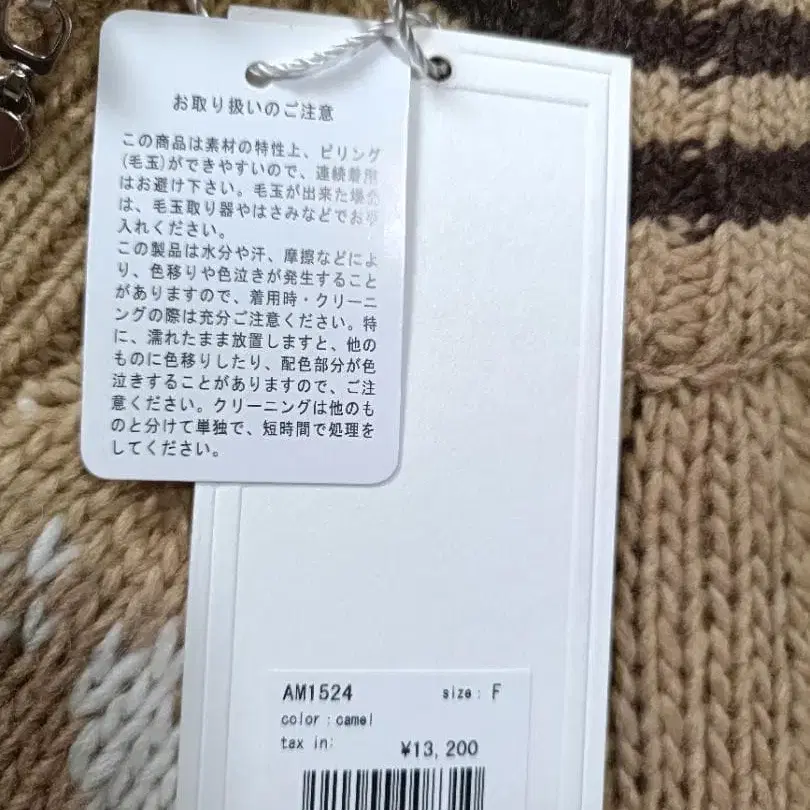 お取り扱いのご注意
この商品は素材の特性上、ピリング
(毛玉)ができやすいので、連続着用
はお避け下さい。毛玉が出来た場合
は、毛玉取り器やはさみなどでお手
入れください。
この製品は水分や汗、摩擦などによ
り、色移りや色泣きが発生すること
がありますので、着用時・クリーニ
ングの際は充分ご注意ください。特
に、濡れたまま放置しますと、他の
ものに色移りしたり、配色部分が色
泣きすることがありますので、ご注
意ください。クリーニングは他のも
のと分けて単独で、短時間で処理を
してください。
AM1524 size: F
color : camel
tax in: ¥13, 200